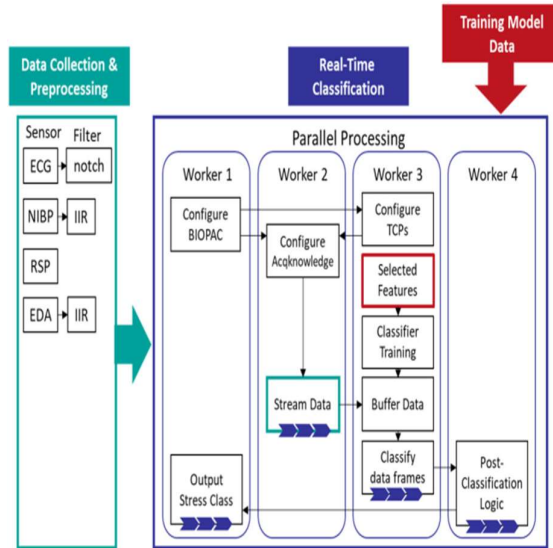 Training Model
Data
Data Collection &
Preprocessing
Real-Time
Classification
Sensor Filter
ECG notch
NIBP IIR
RSP
EDA IIR
Parallel Processing
Worker 1 Worker 2 Worker 3 Worker 4
Configure
BIOPAC
Configure
Acqknowledge
Configure
TCPs
Selected
Features
Classifier
Training
Stream Data
Buffer Data
Classify
data frames
Post-
Classification
Logic
Output
Stress Class